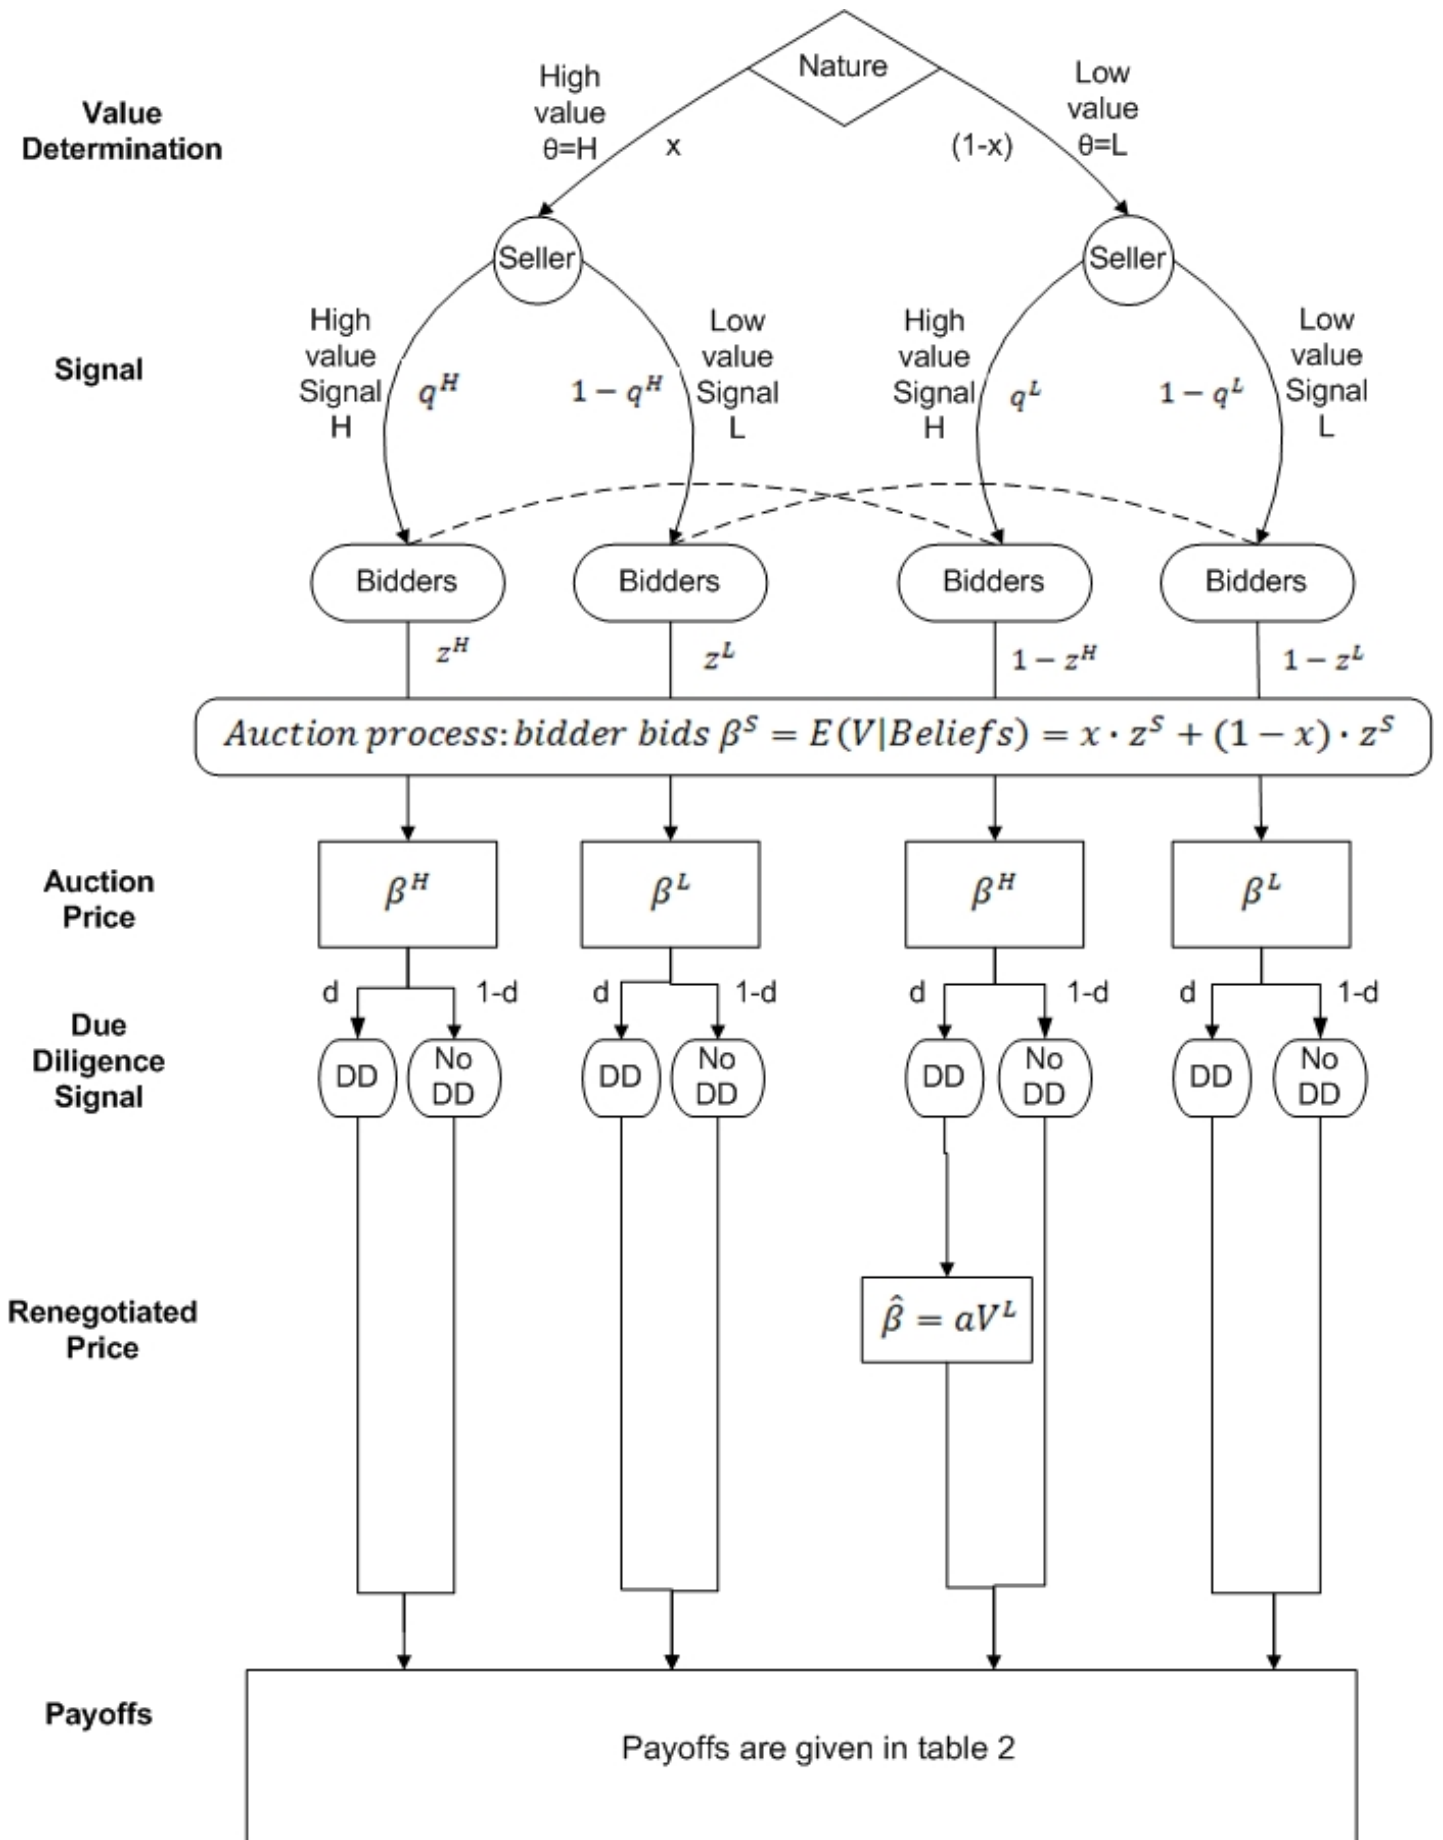 Nature
High
value
θ=H
x
(1-x)
Low
value
θ=L
Value
Determination
Seller
Seller
Signal
High
value
Signal
H
q^H
1 − q^H
Low
value
Signal
L
High
value
Signal
H
q^L
1 − q^L
Low
value
Signal
L
Bidders
Bidders
Bidders
Bidders
z^H
z^L
1 − z^H
1 − z^L
Auction process: bidder bids β^S = E(V|Beliefs) = x · z^S + (1 − x) · z^S
Auction
Price
β^H
β^L
β^H
β^L
d
1-d
d
1-d
d
1-d
d
1-d
Due
Diligence
Signal
DD
No
DD
DD
No
DD
DD
No
DD
DD
No
DD
Renegotiated
Price
β̂ = aV^L
Payoffs
Payoffs are given in table 2